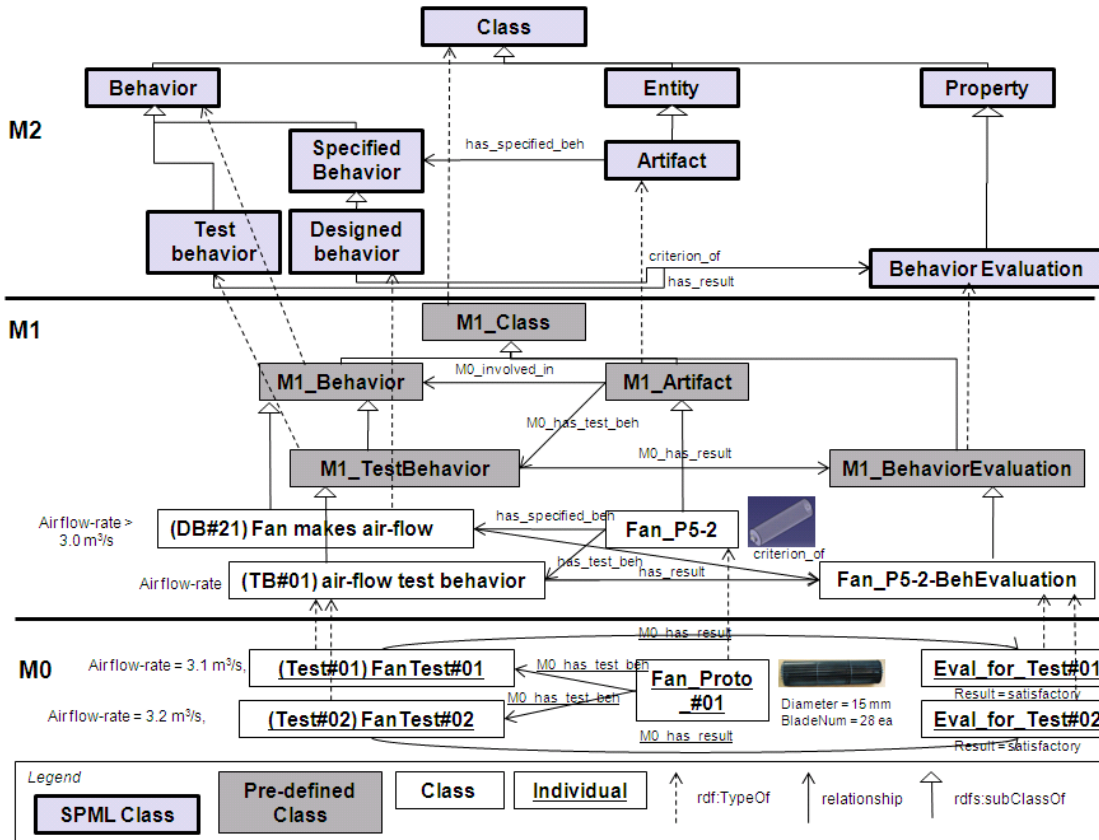 Class
Behavior
Entity
Property
M2
Specified
Behavior
has_specified_beh
Artifact
Test
behavior
Designed
behavior
criterion_of
has_result
Behavior Evaluation
M1
M1_Class
M1_Behavior
M0_involved_in
M1_Artifact
M0_has_test_beh
M1_TestBehavior
M0_has_result
M1_BehaviorEvaluation
Airflow-rate >
3.0 m³/s
(DB#21) Fan makes air-flow
has_specified_beh
Fan_P5-2
criterion_of
has_test_beh
Airflow-rate
(TB#01) air-flow test behavior
has_result
Fan_P5-2-BehEvaluation
M0
M0_has_result
Airflow-rate = 3.1 m³/s,
(Test#01) FanTest#01
M0_has_test_beh
Fan_Proto
_#01
Eval_for_Test#01
Result = satisfactory
Airflow-rate = 3.2 m³/s,
(Test#02) FanTest#02
M0_has_test_beh
M0_has_result
Diameter = 15 mm
BladeNum = 28 ea
Eval_for_Test#02
Result = satisfactory
Legend
SPML Class
Pre-defined
Class
Class
Individual
rdf:TypeOf
relationship
rdfs:subClassOf